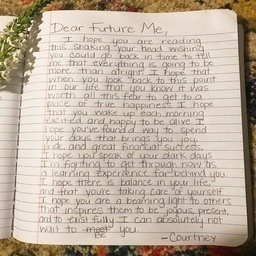 Dear Future Me,
I hope you are reading
this shaking your head wishing
you could go back in time to tell
me that everything is going to be
more than alright. I hope that
when you look back to this point
in our life that you know it was
worth all this fear to get to a
place of true happiness. I hope
that you wake up each morning
excited and happy to be alive. I
hope you've found a way to spend
your days that brings you joy,
pride, and great financial success.
I hope you speak of your dark days
I'm fighting to get through now as
a learning experience far behind you.
I hope there is balance in your life,
and that you're taking care of yourself.
I hope you are a beaming light to others
that inspires them to be joyous, present,
and to exist fully. I can absolutely not
wait to meet you.
Be
-Courtney